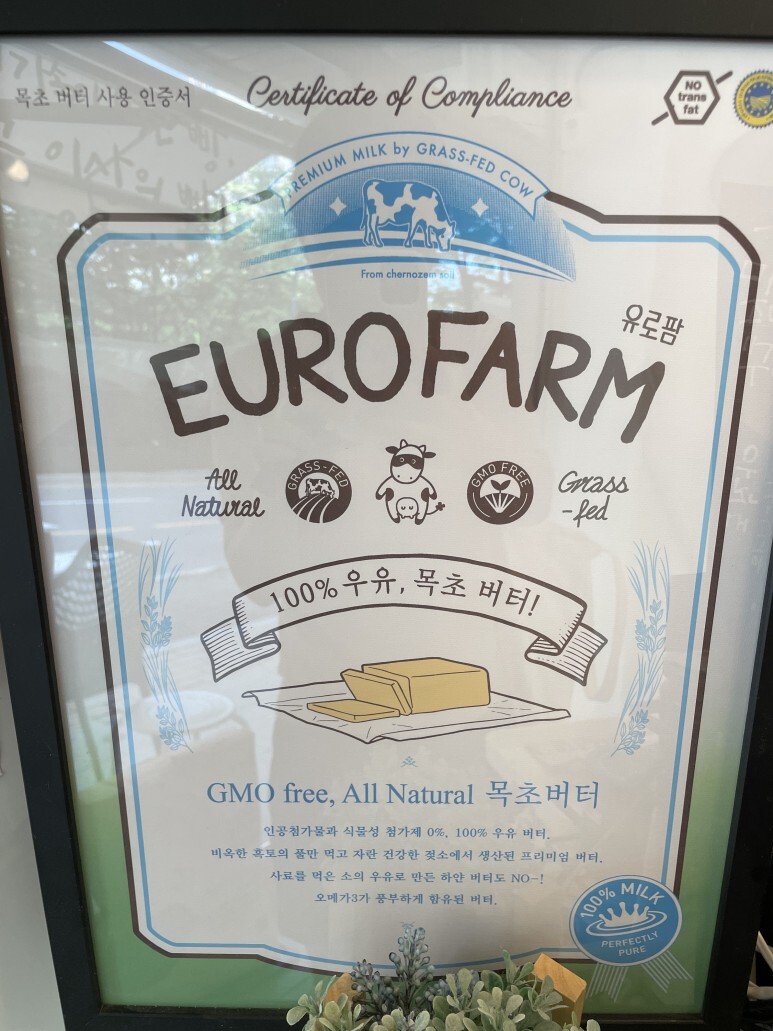 목초 버터 사용 인증서
Certificate of Compliance
NO
trans
fat
PREMIUM MILK by GRASS-FED COW
From chernozem soil
유로팜
EUROFARM
All
Natural
GRASS-FED
GMO FREE
Grass
-fed
100% 우유, 목초 버터!
GMO free, All Natural 목초버터
인공첨가물과 식물성 첨가제 0%, 100% 우유 버터.
비옥한 흑토의 풀만 먹고 자란 건강한 젖소에서 생산된 프리미엄 버터.
사료를 먹은 소의 우유로 만든 하얀 버터도 NO~!
오메가3가 풍부하게 함유된 버터.
100% MILK
PERFECTLY
PURE